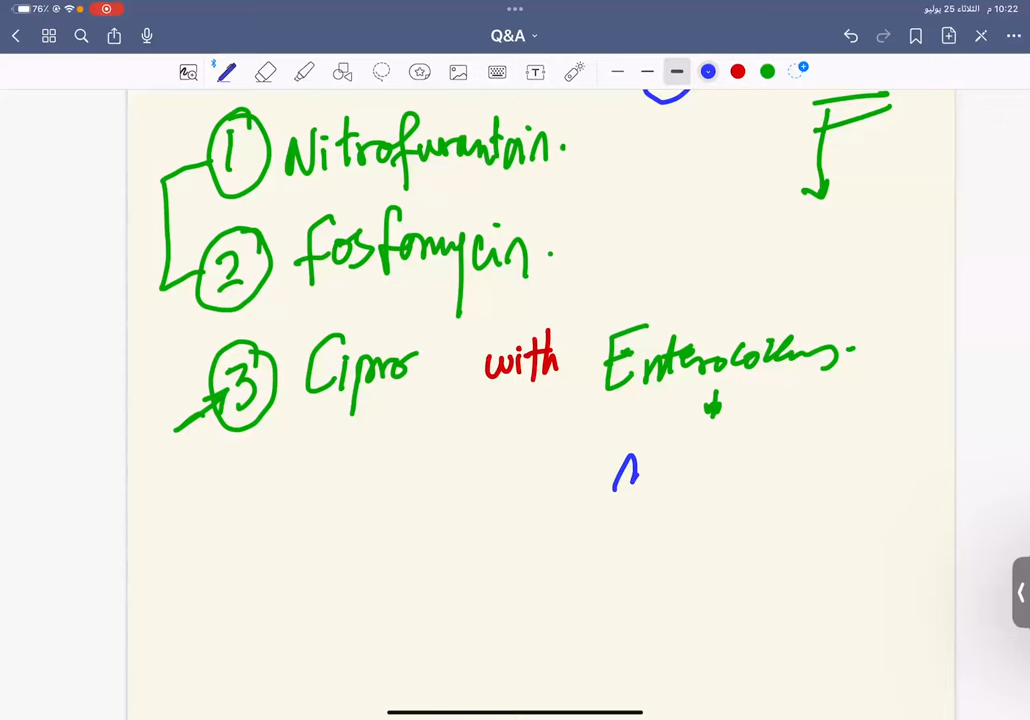 76%
10:22 م الثلاثاء 25 يوليو
Q&A
T
1 Nitrofurantoin.
2 Fosfomycin.
3 Cipro with Enterococcus.